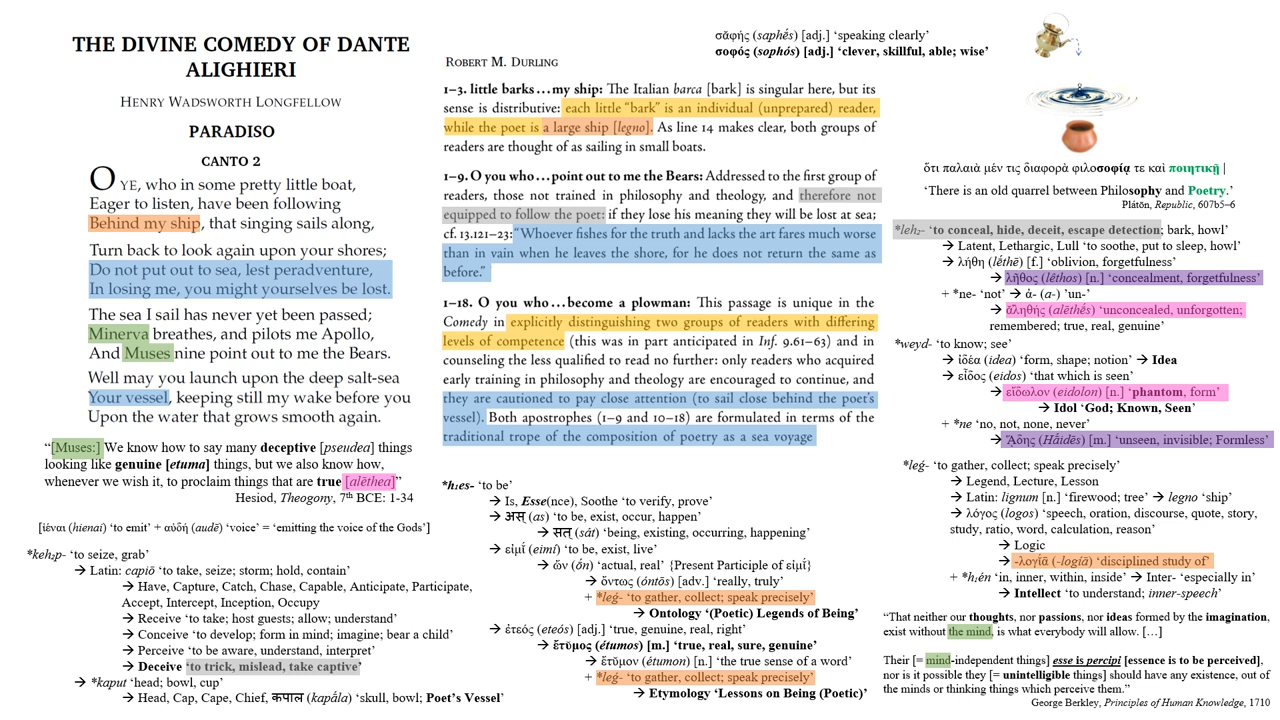 THE DIVINE COMEDY OF DANTE
ALIGHIERI
HENRY WADSWORTH LONGFELLOW
PARADISO
CANTO 2
O YE, who in some pretty little boat,
Eager to listen, have been following
Behind my ship, that singing sails along,
Turn back to look again upon your shores;
Do not put out to sea, lest peradventure,
In losing me, you might yourselves be lost.
The sea I sail has never yet been passed;
Minerva breathes, and pilots me Apollo,
And Muses nine point out to me the Bears.
Well may you launch upon the deep salt-sea
Your vessel, keeping still my wake before you
Upon the water that grows smooth again.
“[Muses:] We know how to say many deceptive [pseudea] things
looking like genuine [etuma] things, but we also know how,
whenever we wish it, to proclaim things that are true [alēthea]”
Hesiod, Theogony, 7th BCE: 1-34
[ἱέναι (hienai) ‘to emit’ + αὐδή (audē) ‘voice’ = ‘emitting the voice of the Gods’]
*keh₂p- ‘to seize, grab’
→ Latin: capiō ‘to take, seize; storm; hold, contain’
→ Have, Capture, Catch, Chase, Capable, Anticipate, Participate,
Accept, Intercept, Inception, Occupy
→ Receive ‘to take; host guests; allow; understand’
→ Conceive ‘to develop; form in mind; imagine; bear a child’
→ Perceive ‘to be aware, understand, interpret’
→ Deceive ‘to trick, mislead, take captive’
→ *kaput ‘head; bowl, cup’
→ Head, Cap, Cape, Chief, कपाल (kapā́la) ‘skull, bowl; Poet’s Vessel’
ROBERT M. DURLING
1–3. little barks . . . my ship: The Italian barca [bark] is singular here, but its
sense is distributive: each little “bark” is an individual (unprepared) reader,
while the poet is a large ship [legno]. As line 14 makes clear, both groups of
readers are thought of as sailing in small boats.
1–9. O you who . . . point out to me the Bears: Addressed to the first group of
readers, those not trained in philosophy and theology, and therefore not
equipped to follow the poet: if they lose his meaning they will be lost at sea;
cf. 13.121–23: “Whoever fishes for the truth and lacks the art fares much worse
than in vain when he leaves the shore, for he does not return the same as
before.”
1–18. O you who . . . become a plowman: This passage is unique in the
Comedy in explicitly distinguishing two groups of readers with differing
levels of competence (this was in part anticipated in Inf. 9.61–63) and in
counseling the less qualified to read no further: only readers who acquired
early training in philosophy and theology are encouraged to continue, and
they are cautioned to pay close attention (to sail close behind the poet’s
vessel). Both apostrophes (1–9 and 10–18) are formulated in terms of the
traditional trope of the composition of poetry as a sea voyage
*h₁es- ‘to be’
→ Is, Esse(nce), Soothe ‘to verify, prove’
→ अस् (as) ‘to be, exist, occur, happen’
→ सत् (sát) ‘being, existing, occurring, happening’
→ εἰμῐ́ (eimí) ‘to be, exist, live’
→ ὤν (ṓn) ‘actual, real’ {Present Participle of εἰμῐ́}
→ ὄντως (óntōs) [adv.] ‘really, truly’
+ *leǵ- ‘to gather, collect; speak precisely’
→ Ontology ‘(Poetic) Legends of Being’
→ ἐτεός (eteós) [adj.] ‘true, genuine, real, right’
→ ἔτῠμος (étumos) [m.] ‘true, real, sure, genuine’
→ ἔτῠμον (étumon) [n.] ‘the true sense of a word’
+ *leǵ- ‘to gather, collect; speak precisely’
→ Etymology ‘Lessons on Being (Poetic)’
σᾰφής (saphḗs) [adj.] ‘speaking clearly’
σοφός (sophós) [adj.] ‘clever, skillful, able; wise’
ὅτι παλαιὰ μέν τις διαφορὰ φιλοσοφίᾳ τε καὶ ποιητικῇ |
‘There is an old quarrel between Philosophy and Poetry.’
Plátōn, Republic, 607b5–6
*leh₂- ‘to conceal, hide, deceit, escape detection; bark, howl’
→ Latent, Lethargic, Lull ‘to soothe, put to sleep, howl’
→ λήθη (lḗthē) [f.] ‘oblivion, forgetfulness’
→ λῆθος (lêthos) [n.] ‘concealment, forgetfulness’
+ *ne- ‘not’ → ἀ- (a-) ’un-’
→ ἀληθής (alēthḗs) ‘unconcealed, unforgotten;
remembered; true, real, genuine’
*weyd- ‘to know; see’
→ ἰδέα (idea) ‘form, shape; notion’ → Idea
→ εἶδος (eidos) ‘that which is seen’
→ εἴδωλον (eidolon) [n.] ‘phantom, form’
→ Idol ‘God; Known, Seen’
+ *ne ‘no, not, none, never’
→ Ἅιδης (Hā́idēs) [m.] ‘unseen, invisible; Formless’
*leǵ- ‘to gather, collect; speak precisely’
→ Legend, Lecture, Lesson
→ Latin: lignum [n.] ‘firewood; tree’ → legno ‘ship’
→ λόγος (logos) ‘speech, oration, discourse, quote, story,
study, ratio, word, calculation, reason’
→ Logic
→ -λογῐ́ᾱ (-logíā) ‘disciplined study of’
+ *h₁én ‘in, inner, within, inside’ → Inter- ‘especially in’
→ Intellect ‘to understand; inner-speech’
“That neither our thoughts, nor passions, nor ideas formed by the imagination,
exist without the mind, is what everybody will allow. […]
Their [= mind-independent things] esse is percipi [essence is to be perceived],
nor is it possible they [= unintelligible things] should have any existence, out of
the minds or thinking things which perceive them.”
George Berkley, Principles of Human Knowledge, 1710